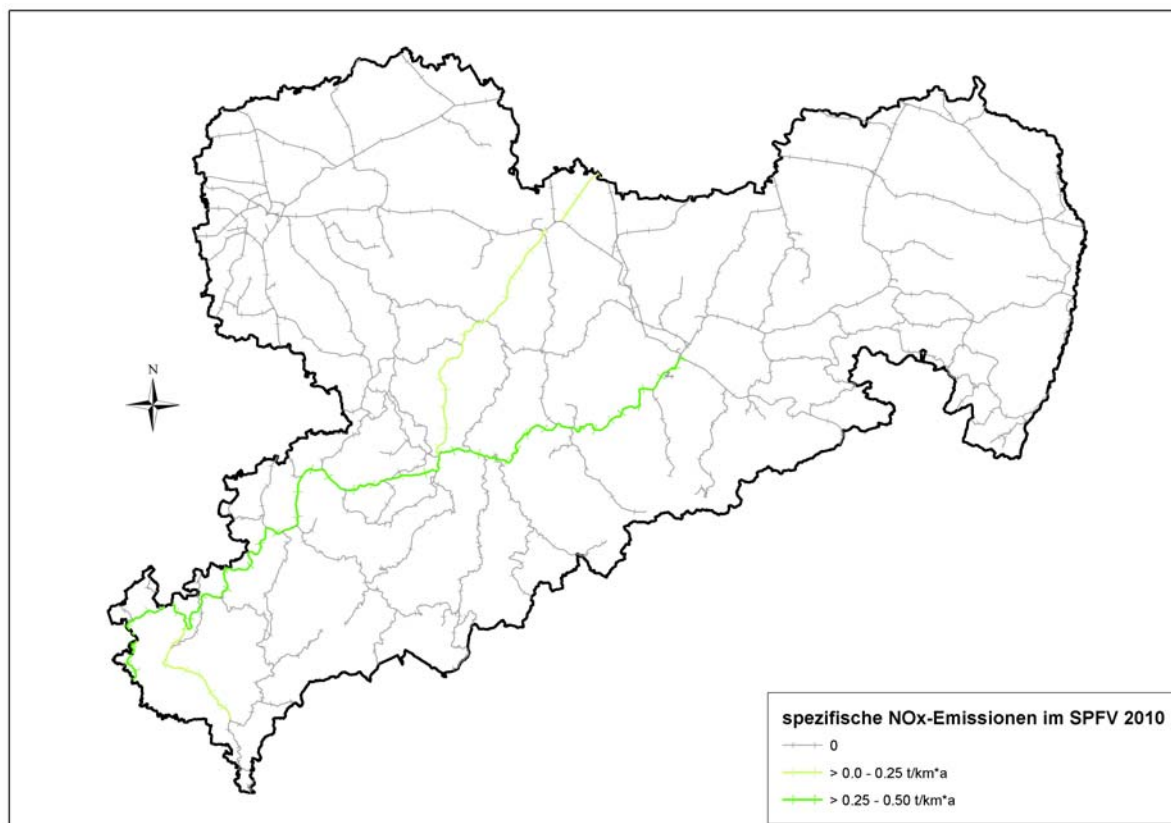 N
spezifische NOx-Emissionen im SPFV 2010
0
> 0.0 - 0.25 t/km*a
> 0.25 - 0.50 t/km*a